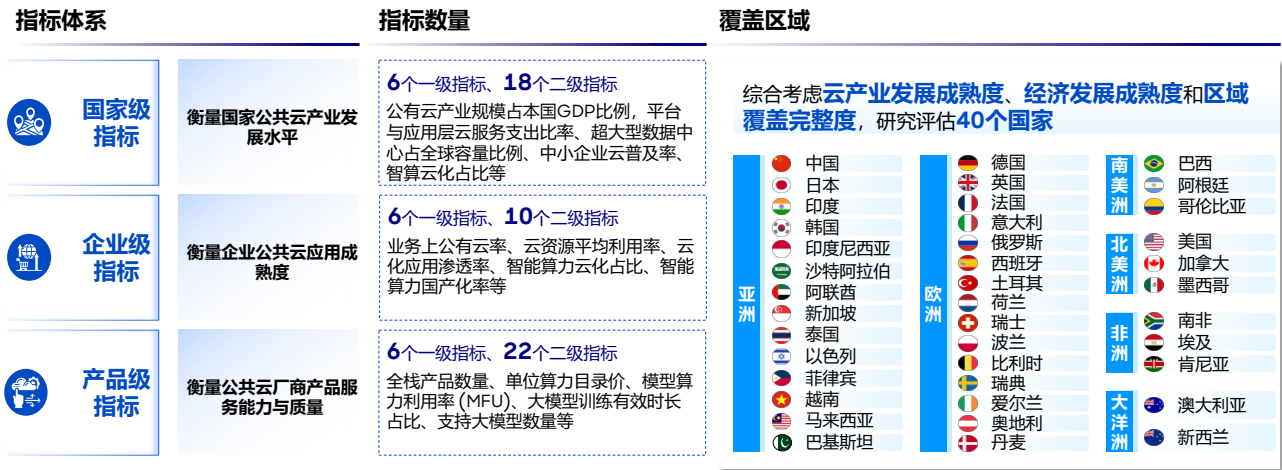 指标体系
指标数量
覆盖区域
国家级
指标
衡量国家公共云产业发
展水平
6个一级指标、18个二级指标
公有云产业规模占本国GDP比例，平台
与应用层云服务支出比率、超大型数据中
心占全球容量比例、中小企业云普及率、
智算云化占比等
企业级
指标
衡量企业公共云应用成
熟度
6个一级指标、10个二级指标
业务上公有云率、云资源平均利用率、云
化应用渗透率、智能算力云化占比、智能
算力国产化率等
产品级
指标
衡量公共云厂商产品服
务能力与质量
6个一级指标、22个二级指标
全栈产品数量、单位算力目录价、模型算
力利用率 (MFU)、大模型训练有效时长
占比、支持大模型数量等
综合考虑云产业发展成熟度、经济发展成熟度和区域
覆盖完整度，研究评估40个国家
亚洲
中国
日本
印度
韩国
印度尼西亚
沙特阿拉伯
阿联酋
新加坡
泰国
以色列
菲律宾
越南
马来西亚
巴基斯坦
欧洲
德国
英国
法国
意大利
俄罗斯
西班牙
土耳其
荷兰
瑞士
波兰
比利时
瑞典
爱尔兰
奥地利
丹麦
南美洲
巴西
阿根廷
哥伦比亚
北美洲
美国
加拿大
墨西哥
非洲
南非
埃及
肯尼亚
大洋洲
澳大利亚
新西兰